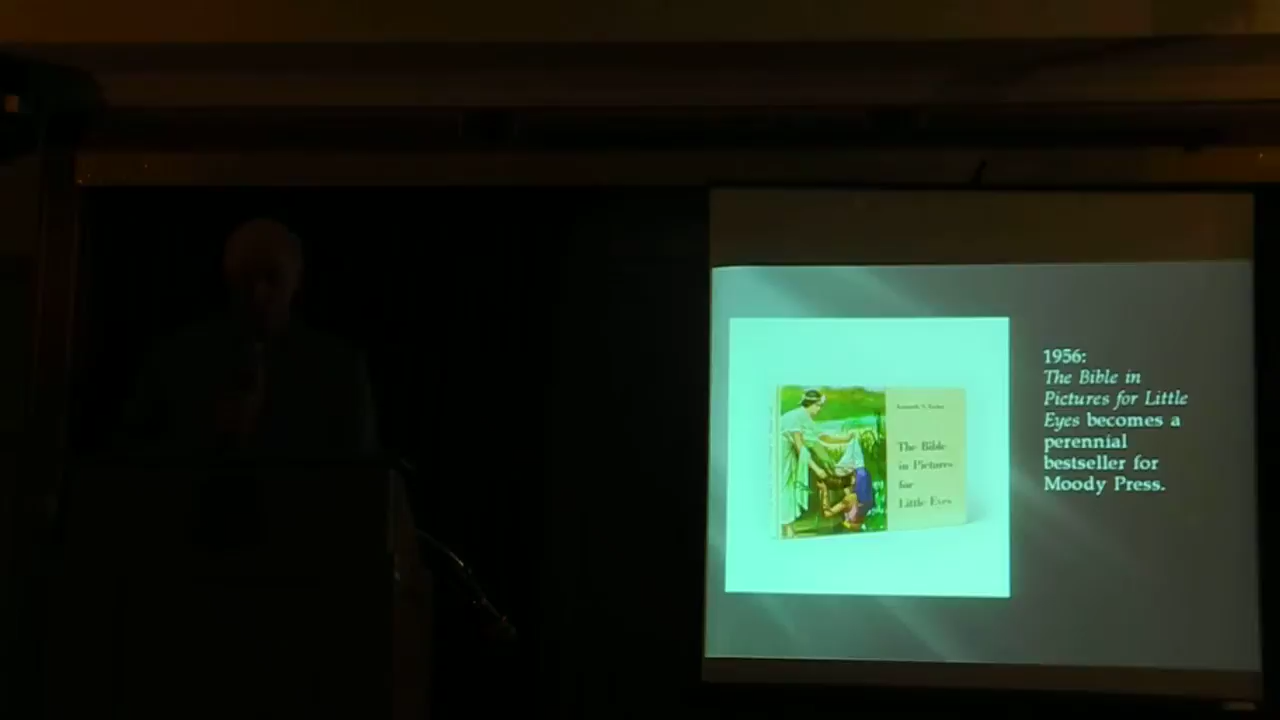 1956:
The Bible in
Pictures for Little
Eyes becomes a
perennial
bestseller for
Moody Press.
The Bible
in Pictures
for
Little Eyes